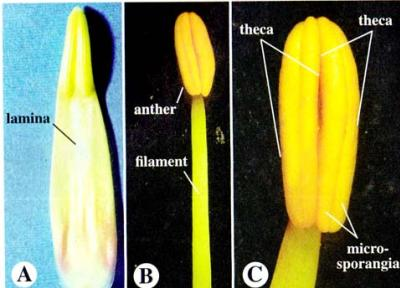 lamina
A
anther
filament
B
theca
theca
micro-
sporangia
C